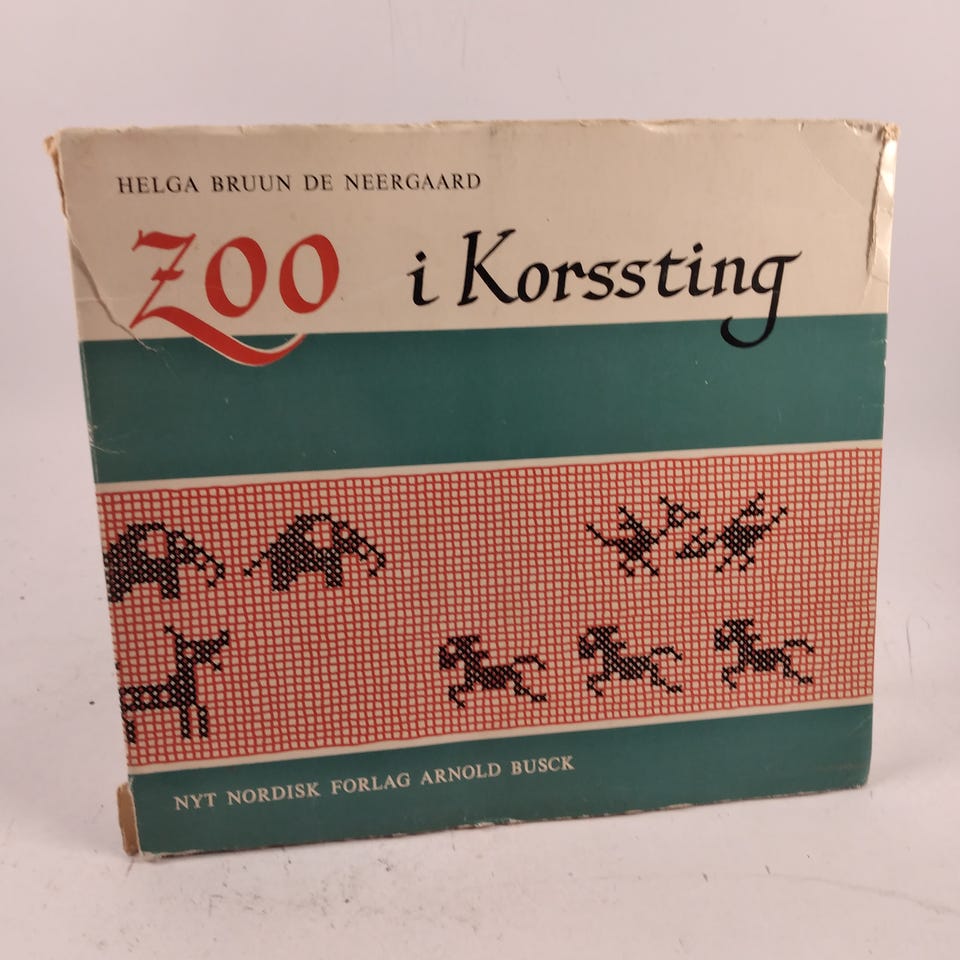 HELGA BRUUN DE NEERGAARD
Zoo i Korssting
NYT NORDISK FORLAG ARNOLD BUSCK